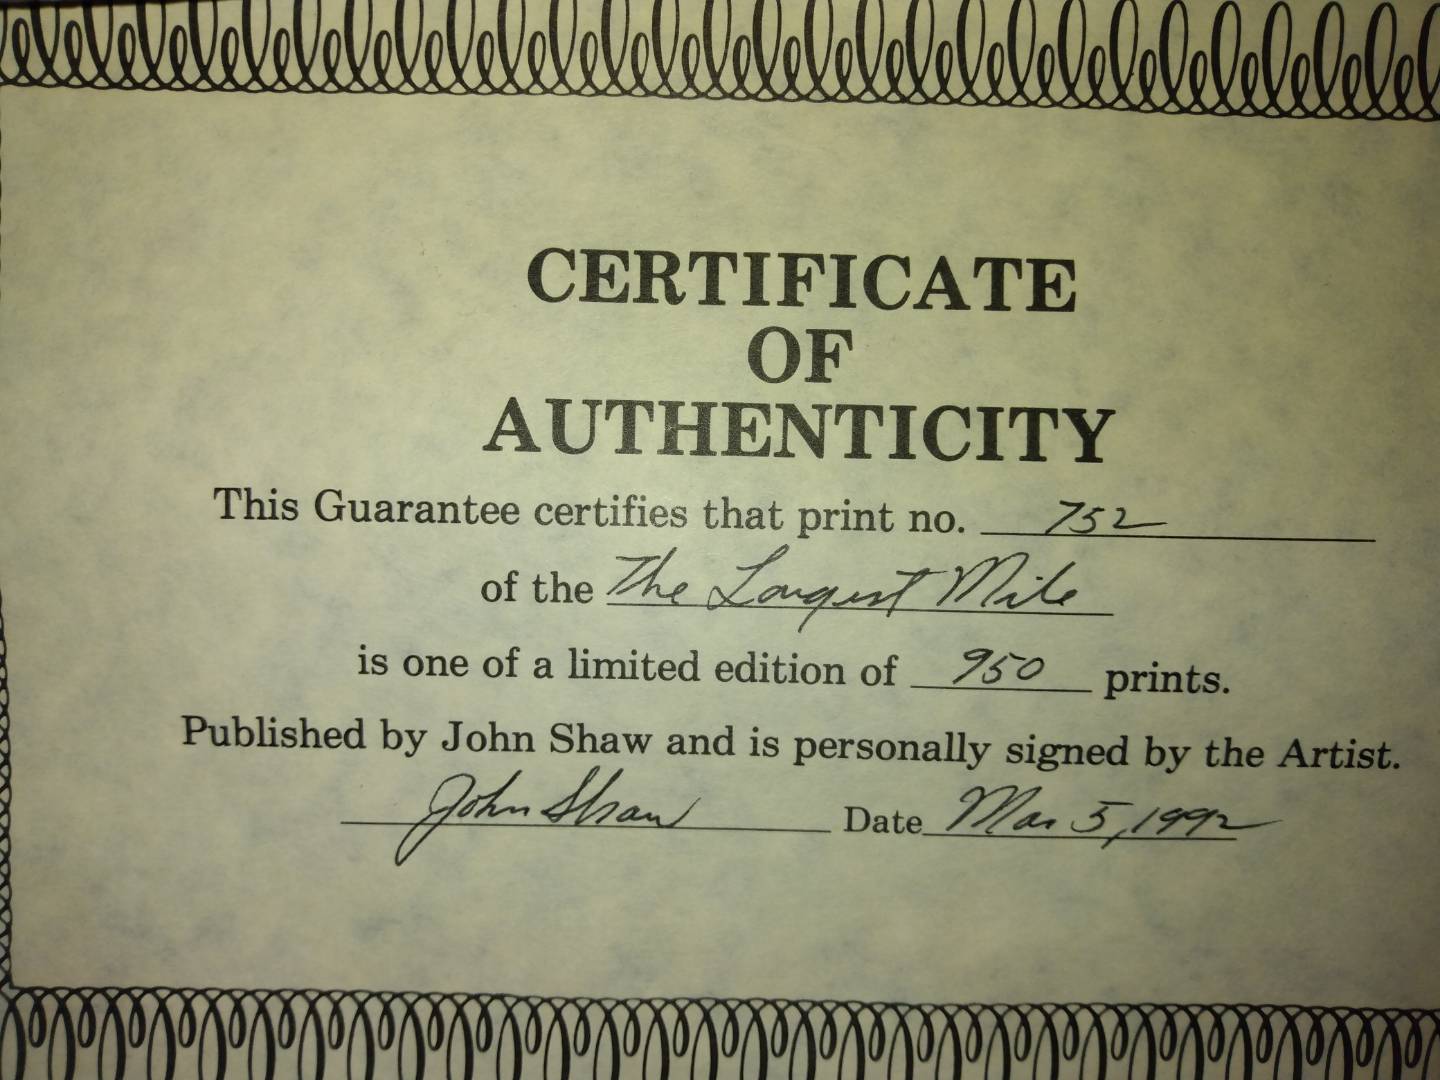 CERTIFICATE
OF
AUTHENTICITY
This Guarantee certifies that print no. 752
of the The Longest Mile
is one of a limited edition of 950 prints.
Published by John Shaw and is personally signed by the Artist.
John Shaw Date Mar 5, 1992